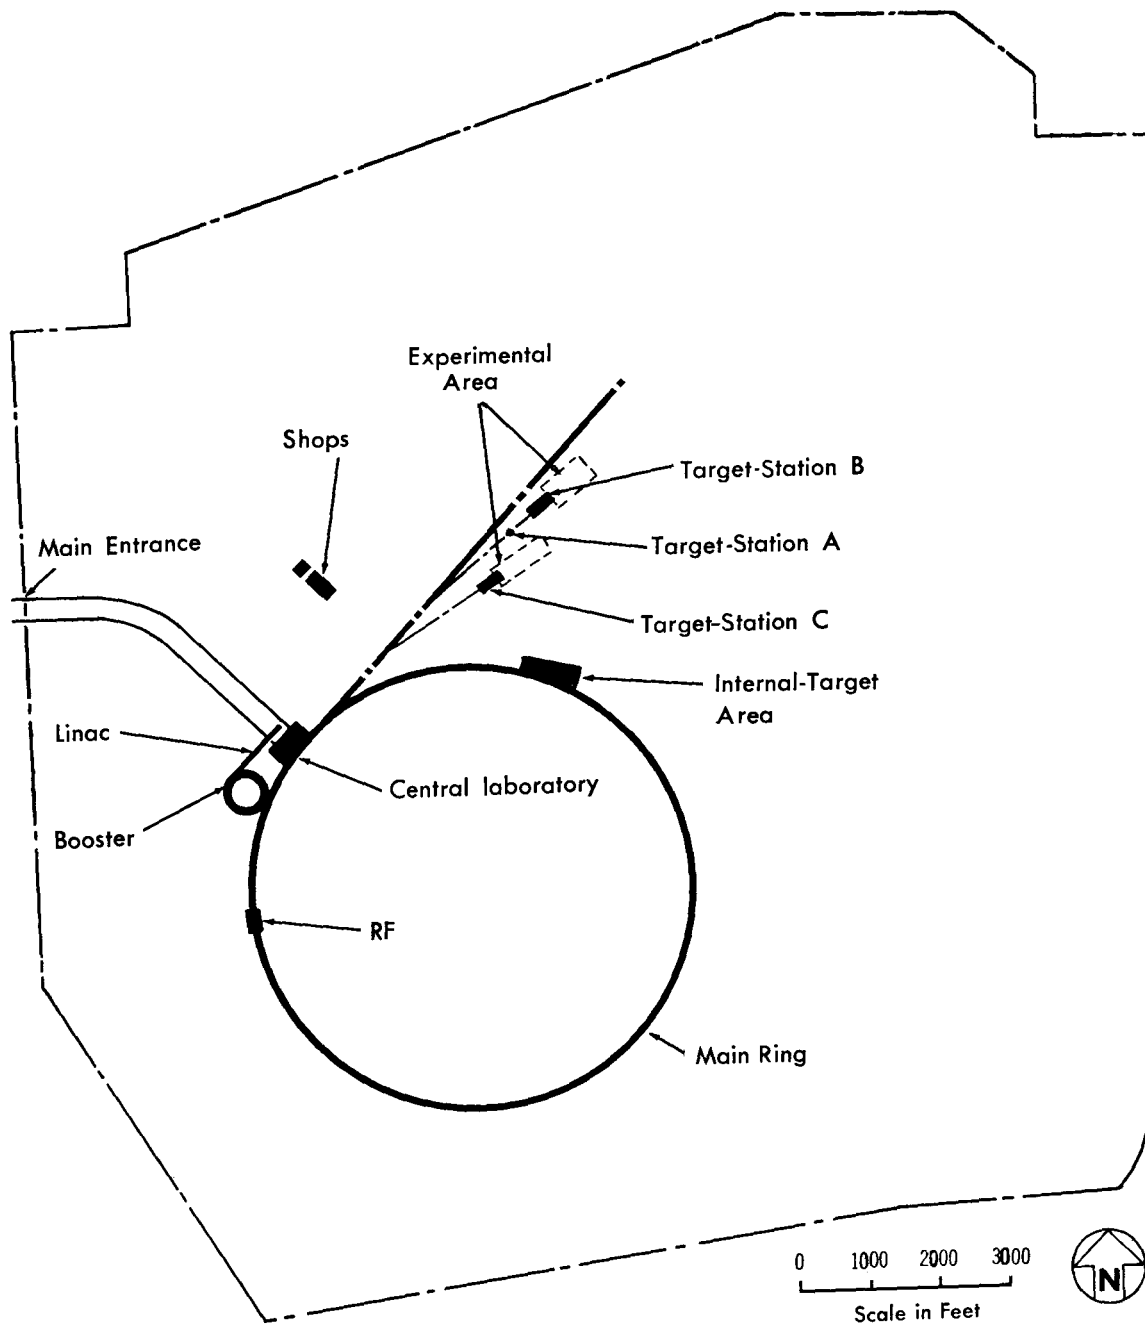 Experimental
Area
Shops
Target-Station B
Main Entrance
Target-Station A
Target-Station C
Internal-Target
Area
Linac
Central laboratory
Booster
RF
Main Ring
0 1000 2000 3000
Scale in Feet
N